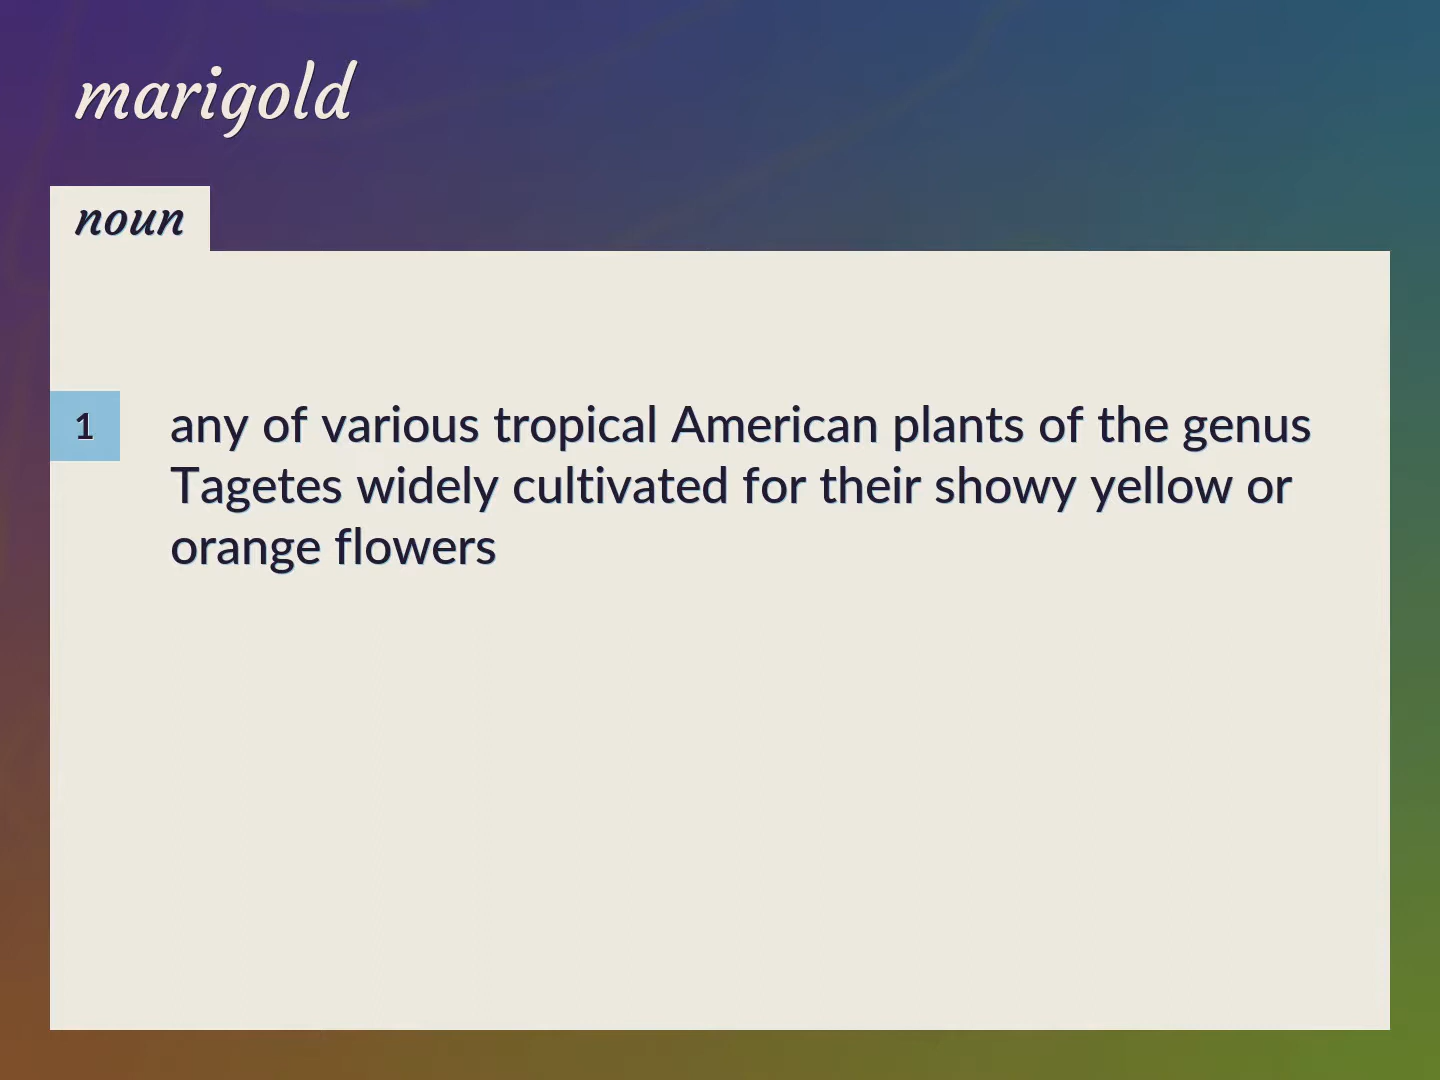 marigold
noun
1
any of various tropical American plants of the genus
Tagetes widely cultivated for their showy yellow or
orange flowers